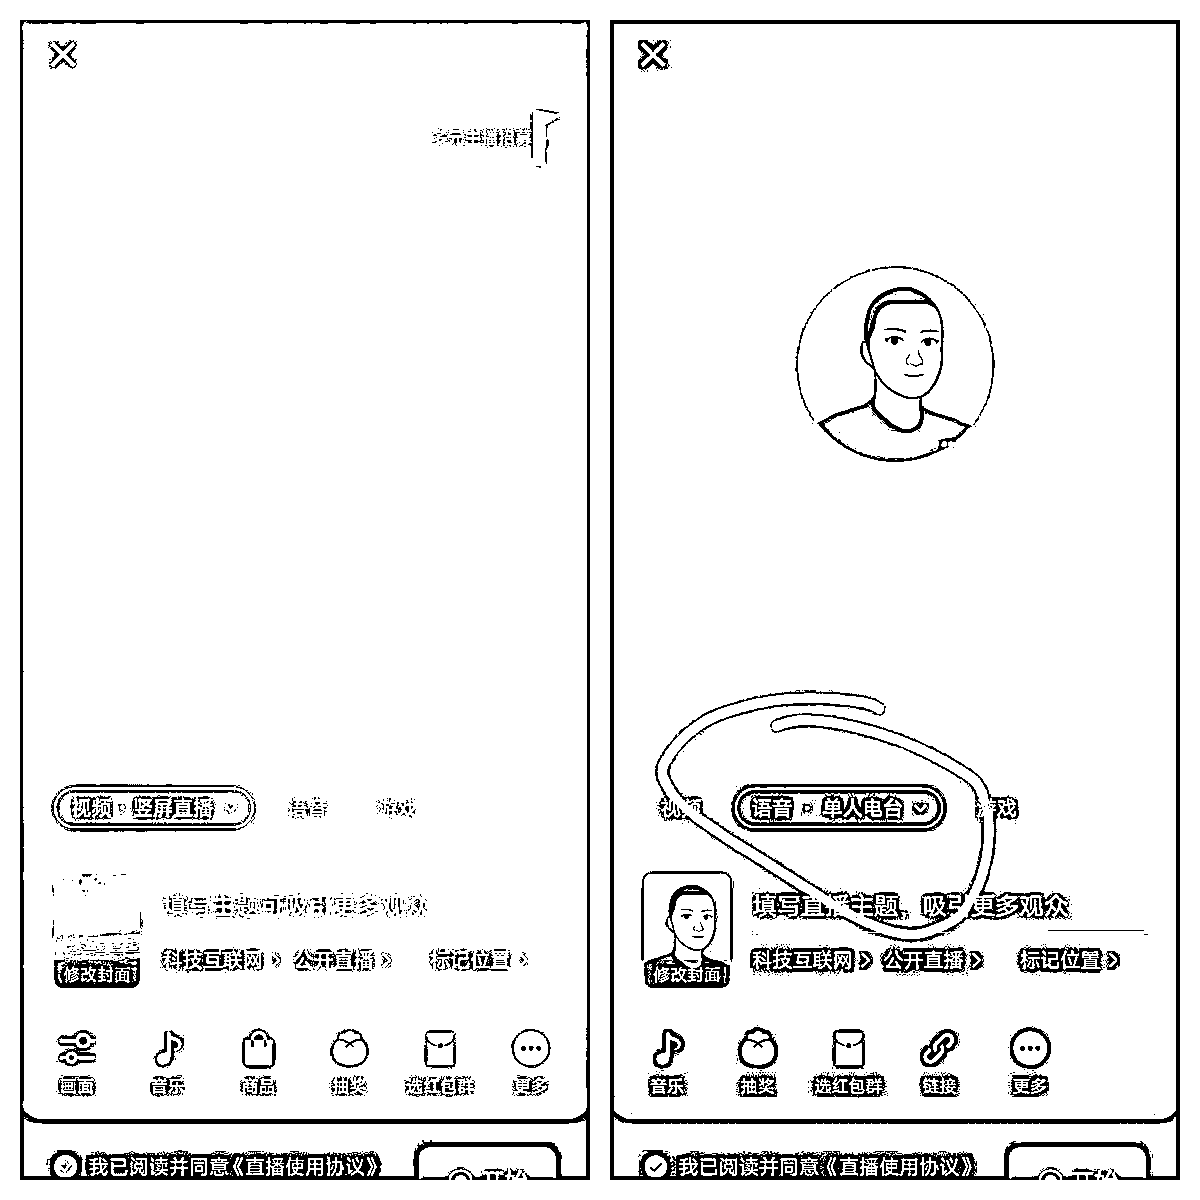 视频 · 竖屏直播
语音
游戏
填写主题可吸引更多观众
修改封面
科技互联网
公开直播
标记位置
画面
音乐
商品
抽奖
选红包群
更多
我已阅读并同意《直播使用协议》
开始
视频
语音 · 单人电台
游戏
填写直播主题，吸引更多观众
修改封面
科技互联网
公开直播
标记位置
音乐
抽奖
选红包群
链接
更多
我已阅读并同意《直播使用协议》
开始